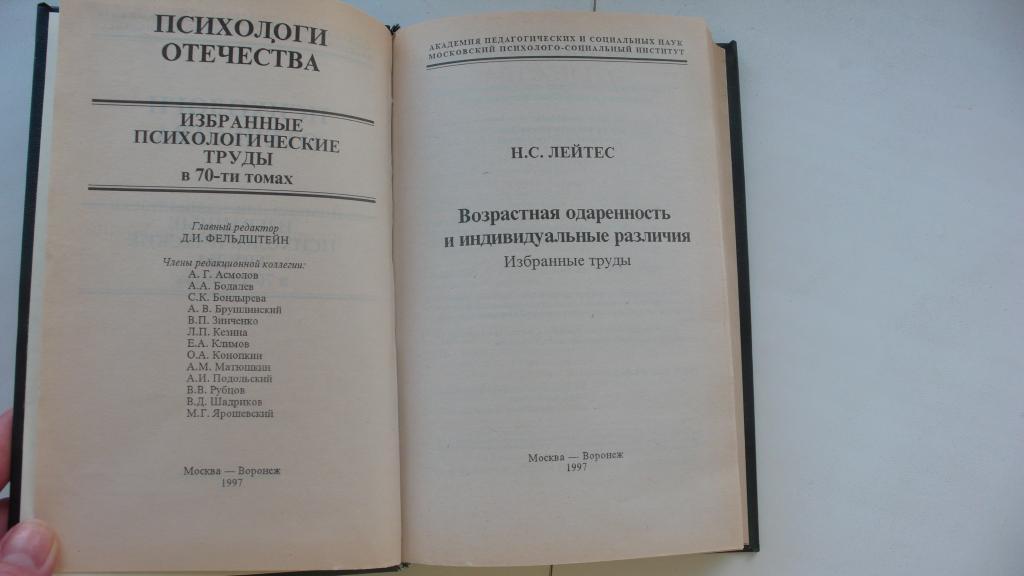 ПСИХОЛОГИ
ОТЕЧЕСТВА
ИЗБРАННЫЕ
ПСИХОЛОГИЧЕСКИЕ
ТРУДЫ
в 70-ти томах
Главный редактор
Д.И. ФЕЛЬДШТЕЙН
Члены редакционной коллегии:
А. Г. Асмолов
А.А. Бодалев
С.К. Бондырева
А. В. Брушлинский
В.П. Зинченко
Л.П. Кезина
Е.А. Климов
О.А. Конопкин
А.М. Матюшкин
А.И. Подольский
В.В. Рубцов
В.Д. Шадриков
М.Г. Ярошевский
Москва — Воронеж
1997
АКАДЕМИЯ ПЕДАГОГИЧЕСКИХ И СОЦИАЛЬНЫХ НАУК
МОСКОВСКИЙ ПСИХОЛОГО-СОЦИАЛЬНЫЙ ИНСТИТУТ
Н.С. ЛЕЙТЕС
Возрастная одаренность
и индивидуальные различия
Избранные труды
Москва — Воронеж
1997